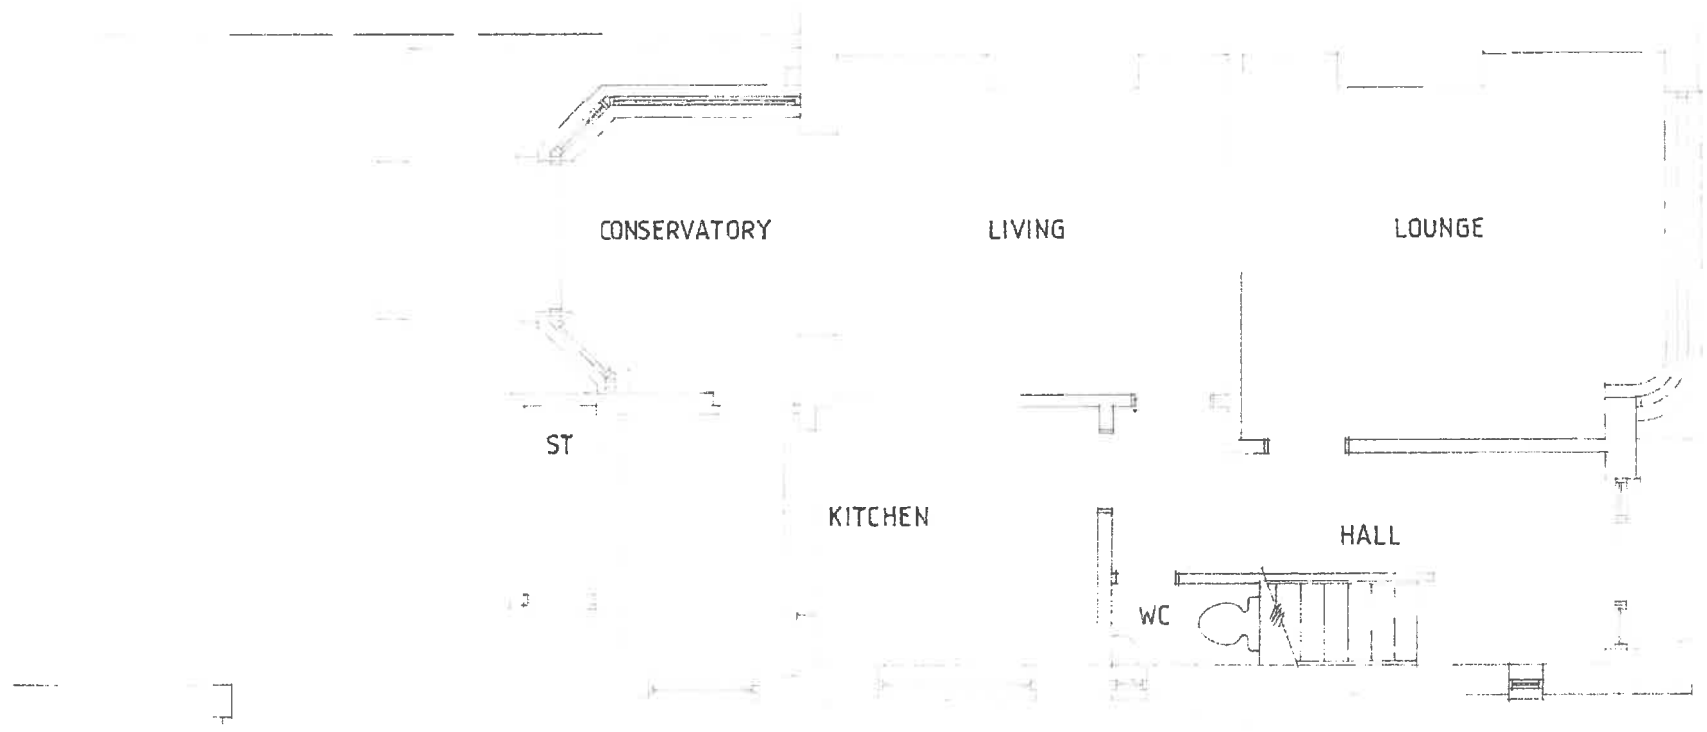 CONSERVATORY
LIVING
LOUNGE
ST
KITCHEN
HALL
WC